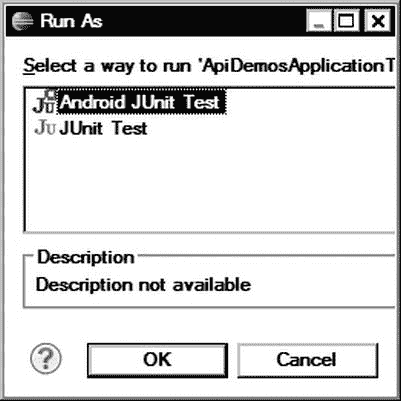 Run As
Select a way to run 'ApiDemosApplicationT
Android JUnit Test
JUnit Test
Description
Description not available
OK
Cancel